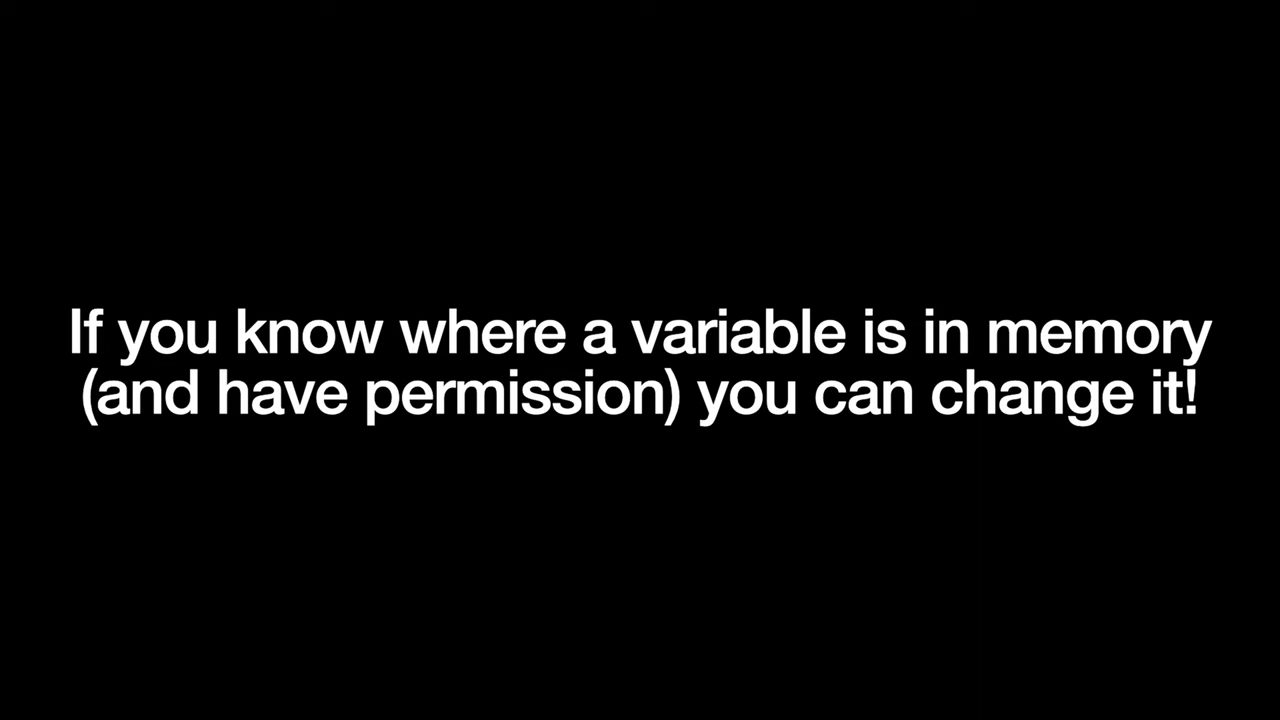 If you know where a variable is in memory
(and have permission) you can change it!